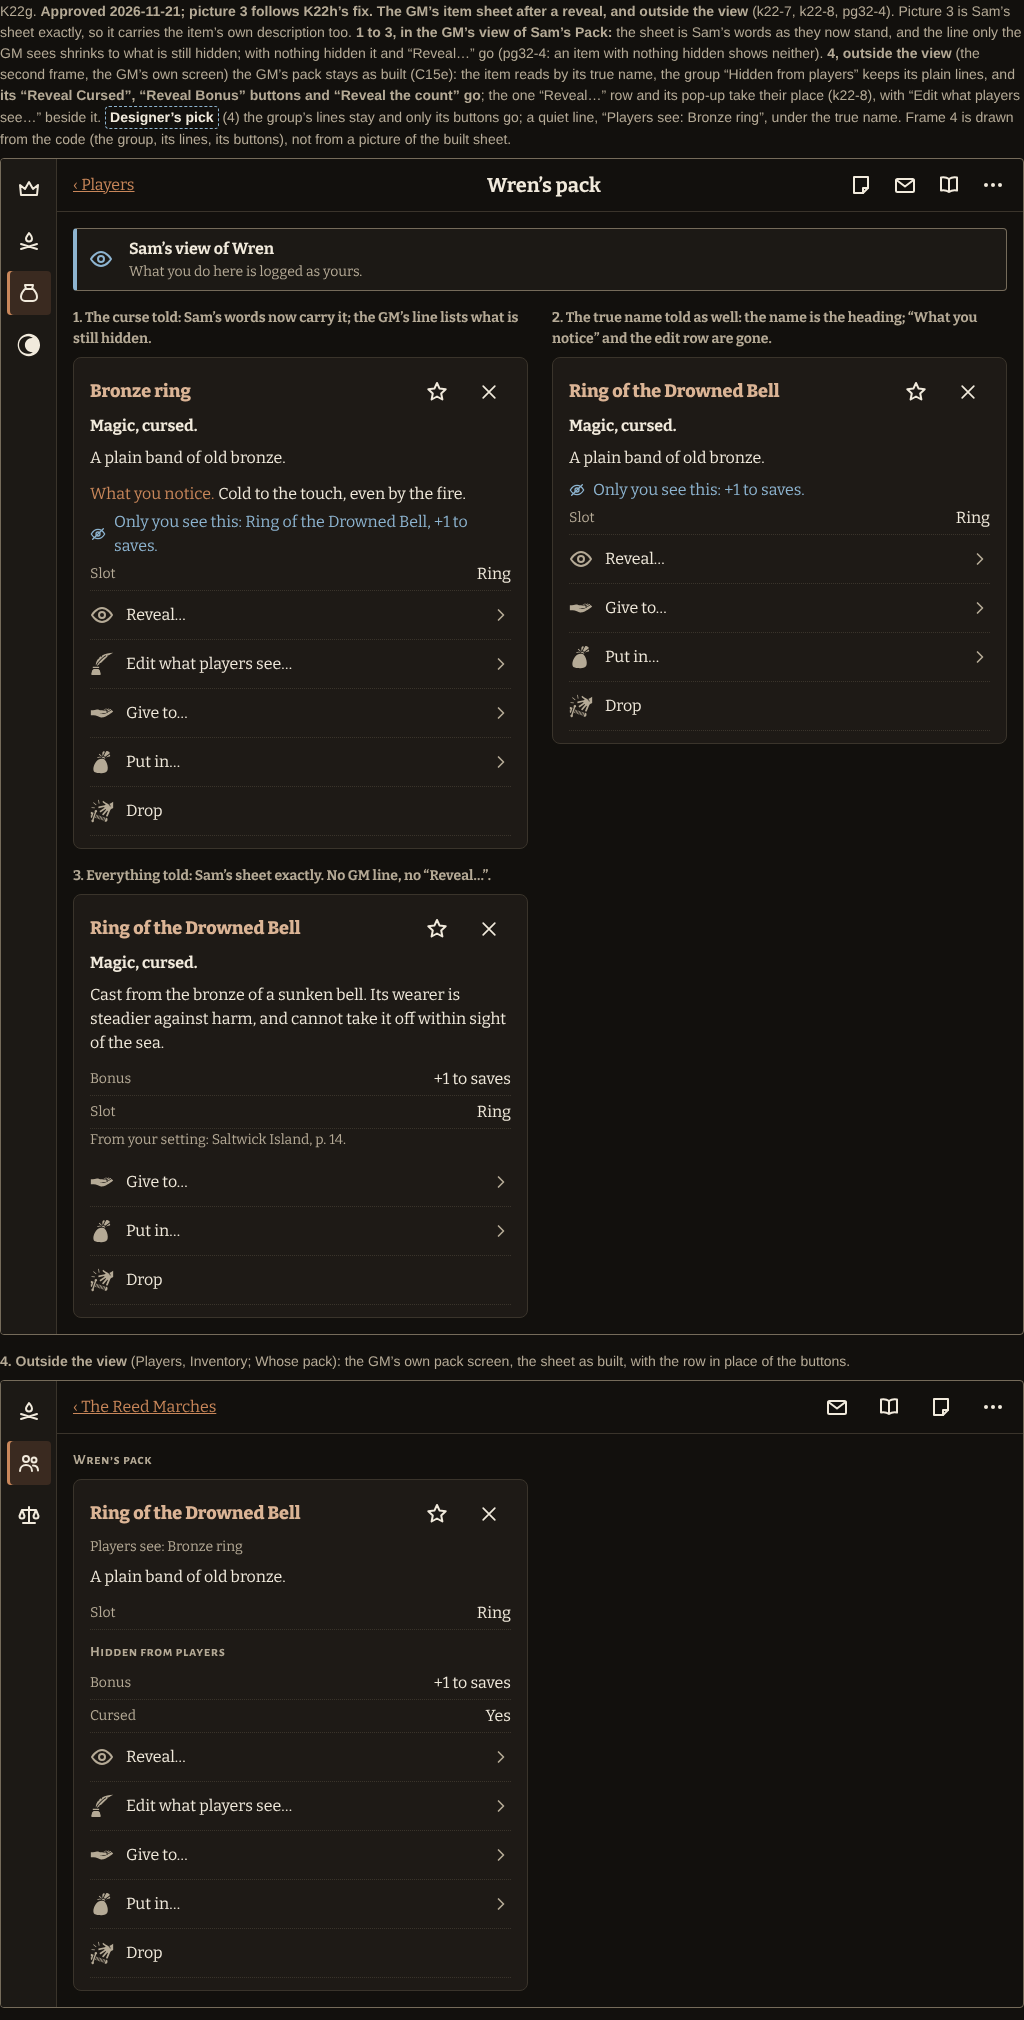 K22g. Approved 2026-11-21; picture 3 follows K22h’s fix. The GM’s item sheet after a reveal, and outside the view (k22-7, k22-8, pg32-4). Picture 3 is Sam’s
sheet exactly, so it carries the item’s own description too. 1 to 3, in the GM’s view of Sam’s Pack: the sheet is Sam’s words as they now stand, and the line only the
GM sees shrinks to what is still hidden; with nothing hidden it and “Reveal...” go (pg32-4: an item with nothing hidden shows neither). 4, outside the view (the
second frame, the GM’s own screen) the GM’s pack stays as built (C15e): the item reads by its true name, the group “Hidden from players” keeps its plain lines, and
its “Reveal Cursed”, “Reveal Bonus” buttons and “Reveal the count” go; the one “Reveal...” row and its pop-up take their place (k22-8), with “Edit what players
see...” beside it. Designer’s pick (4) the group’s lines stay and only its buttons go; a quiet line, “Players see: Bronze ring”, under the true name. Frame 4 is drawn
from the code (the group, its lines, its buttons), not from a picture of the built sheet.
‹ Players
Wren’s pack
Sam’s view of Wren
What you do here is logged as yours.
1. The curse told: Sam’s words now carry it; the GM’s line lists what is
still hidden.
Bronze ring
Magic, cursed.
A plain band of old bronze.
What you notice. Cold to the touch, even by the fire.
Only you see this: Ring of the Drowned Bell, +1 to
saves.
Slot Ring
Reveal...
Edit what players see...
Give to...
Put in...
Drop
2. The true name told as well: the name is the heading; “What you
notice” and the edit row are gone.
Ring of the Drowned Bell
Magic, cursed.
A plain band of old bronze.
Only you see this: +1 to saves.
Slot Ring
Reveal...
Give to...
Put in...
Drop
3. Everything told: Sam’s sheet exactly. No GM line, no “Reveal...”.
Ring of the Drowned Bell
Magic, cursed.
Cast from the bronze of a sunken bell. Its wearer is
steadier against harm, and cannot take it off within sight
of the sea.
Bonus +1 to saves
Slot Ring
From your setting: Saltwick Island, p. 14.
Give to...
Put in...
Drop
4. Outside the view (Players, Inventory; Whose pack): the GM’s own pack screen, the sheet as built, with the row in place of the buttons.
‹ The Reed Marches
Wren’s pack
Ring of the Drowned Bell
Players see: Bronze ring
A plain band of old bronze.
Slot Ring
Hidden from players
Bonus +1 to saves
Cursed Yes
Reveal...
Edit what players see...
Give to...
Put in...
Drop